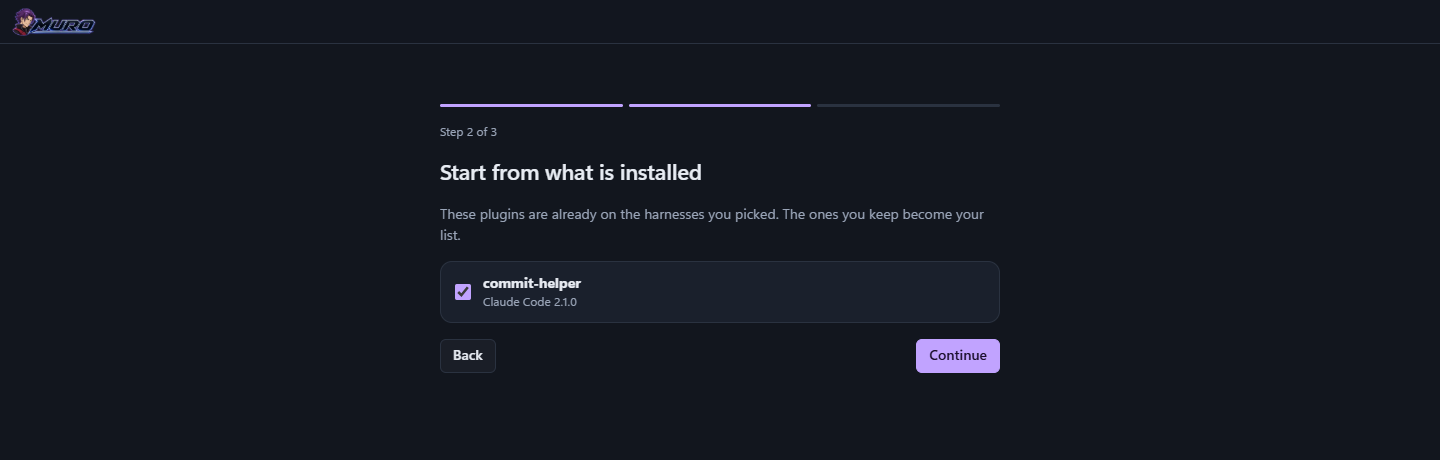 MURO
Step 2 of 3
Start from what is installed
These plugins are already on the harnesses you picked. The ones you keep become your
list.
commit-helper
Claude Code 2.1.0
Back
Continue